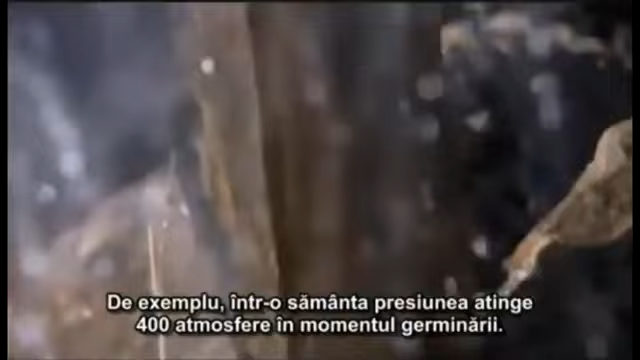 De exemplu, într-o sământa presiunea atinge
400 atmosfere în momentul germinării.